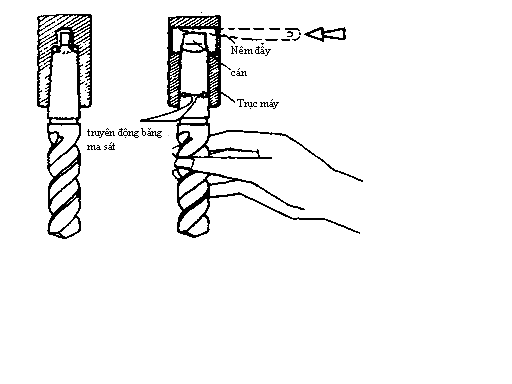 Nêm đẩy
cán
Trục máy
truyền động bằng
ma sát